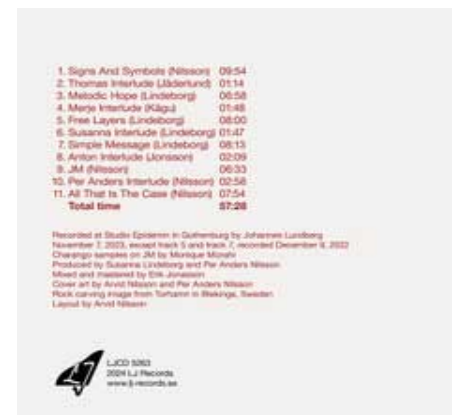 1. Signs And Symbols (Nilsson) 09:54
2. Thomas Interlude (Jäderlund) 01:14
3. Melodic Hope (Lindeborg) 06:58
4. Merje Interlude (Kägu) 01:48
5. Free Layers (Lindeborg) 08:00
6. Susanna Interlude (Lindeborg) 01:47
7. Simple Message (Lindeborg) 08:13
8. Anton Interlude (Jonsson) 02:09
9. JM (Nilsson) 06:33
10. Per Anders Interlude (Nilsson) 02:58
11. All That Is The Case (Nilsson) 07:54
Total time 57:28
Recorded at Studio Epidemin in Gothenburg by Johannes Lundberg
November 7, 2023, except track 5 and track 7, recorded December 9, 2022
Charango samples on JM by Monique
Produced by Susanna Lindeborg and Per Anders Nilsson
Mixed and mastered by Erik Jonasson
Cover art by Arvid Nilsson and Per Anders Nilsson
Rock carving image from Torhamn in Blekinge, Sweden
Layout by Arvid Nilsson
LJ
LJCD 5263
2024 LJ Records
www.lj-records.se